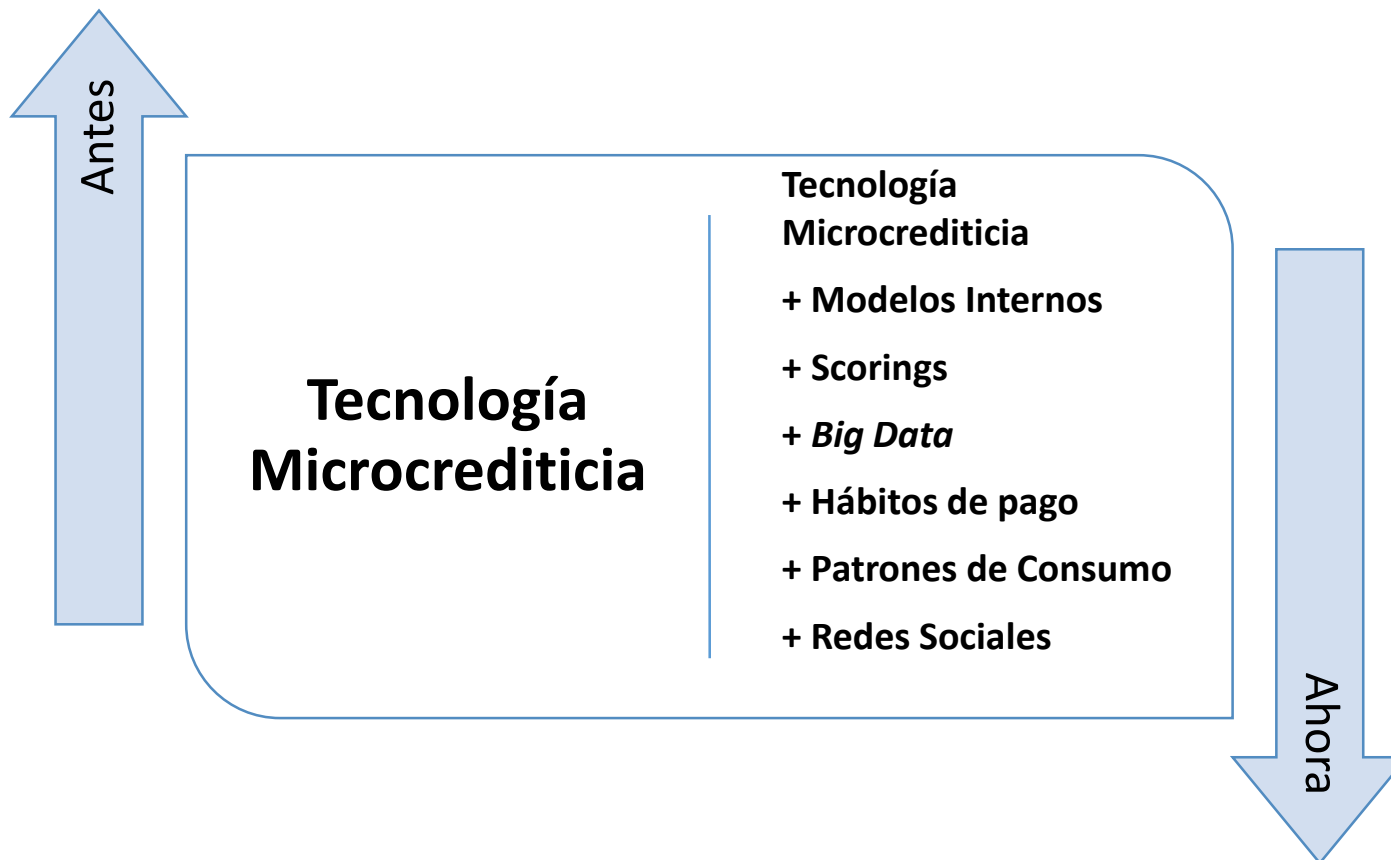 Antes
Tecnología
Microcrediticia
Tecnología
Microcrediticia
+ Modelos Internos
+ Scorings
+ Big Data
+ Hábitos de pago
+ Patrones de Consumo
+ Redes Sociales
Ahora